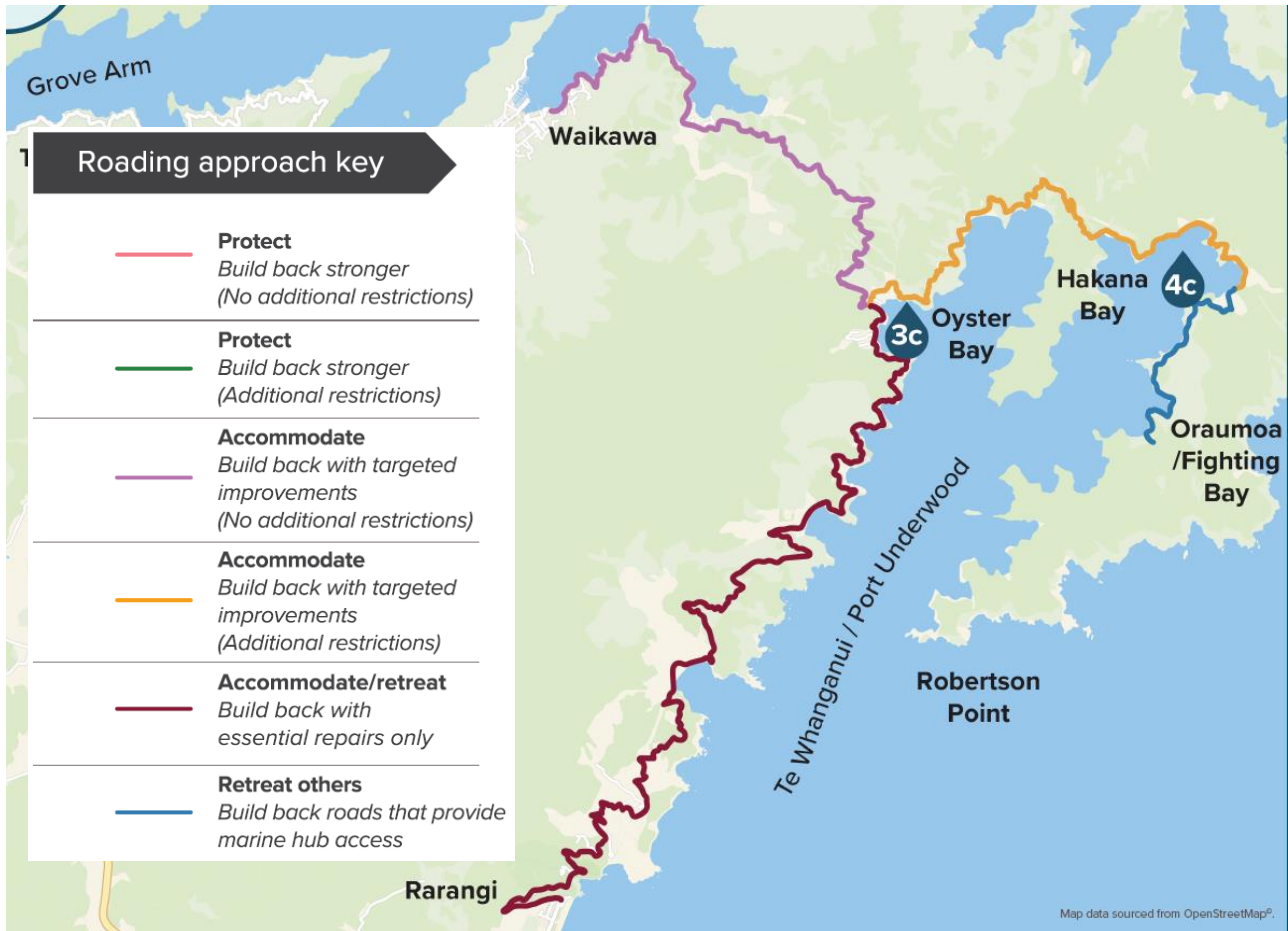 Grove Arm
Waikawa
T
Roading approach key
Protect
Build back stronger
(No additional restrictions)
Protect
Build back stronger
(Additional restrictions)
Accommodate
Build back with targeted
improvements
(No additional restrictions)
Accommodate
Build back with targeted
improvements
(Additional restrictions)
Accommodate/retreat
Build back with
essential repairs only
Retreat others
Build back roads that provide
marine hub access
Hakana
Bay
4c
3c
Oyster
Bay
Oraumoa
/Fighting
Bay
Te Whanganui / Port Underwood
Robertson
Point
Rarangi
Map data sourced from OpenStreetMap©.